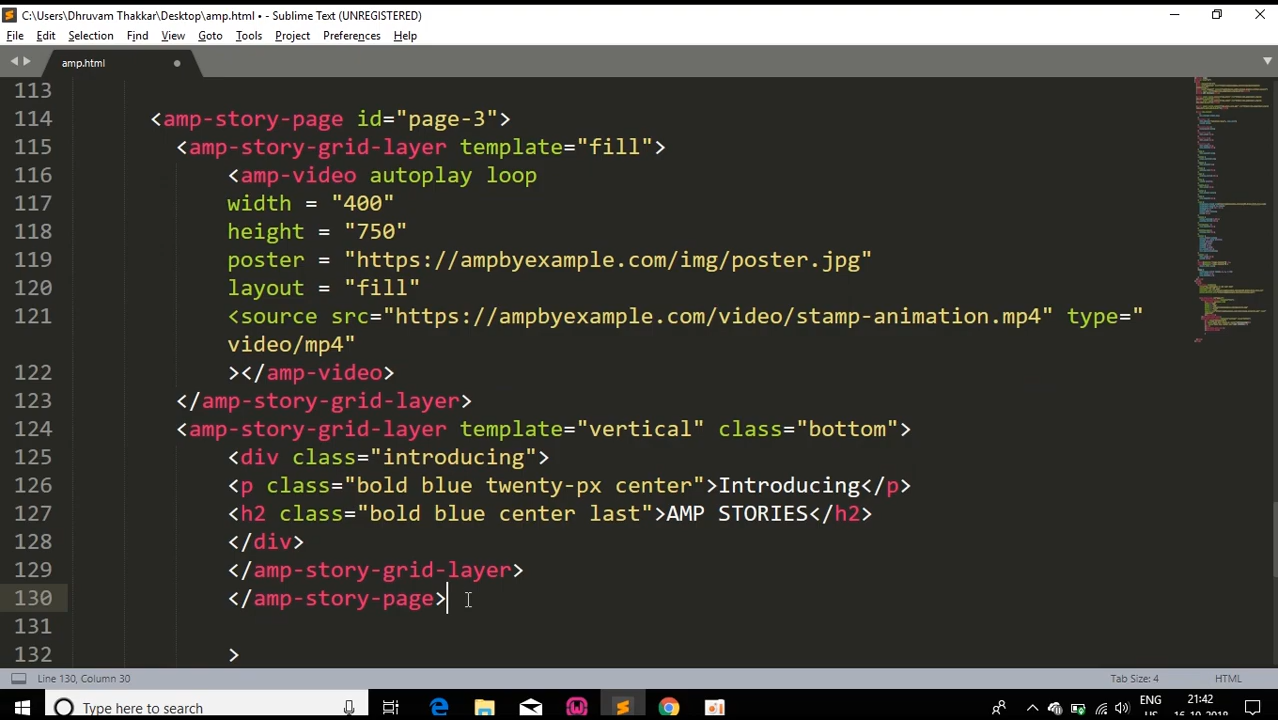 C:\Users\Dhruvam Thakkar\Desktop\amp.html • - Sublime Text (UNREGISTERED)
File Edit Selection Find View Goto Tools Project Preferences Help
amp.html
113
114 <amp-story-page id="page-3">
115 <amp-story-grid-layer template="fill">
116 <amp-video autoplay loop
117 width = "400"
118 height = "750"
119 poster = "https://ampbyexample.com/img/poster.jpg"
120 layout = "fill"
121 <source src="https://ampbyexample.com/video/stamp-animation.mp4" type="
video/mp4"
122 ></amp-video>
123 </amp-story-grid-layer>
124 <amp-story-grid-layer template="vertical" class="bottom">
125 <div class="introducing">
126 <p class="bold blue twenty-px center">Introducing</p>
127 <h2 class="bold blue center last">AMP STORIES</h2>
128 </div>
129 </amp-story-grid-layer>
130 </amp-story-page>
131
132 >
Line 130, Column 30 Tab Size: 4 HTML
Type here to search ENG 21:42